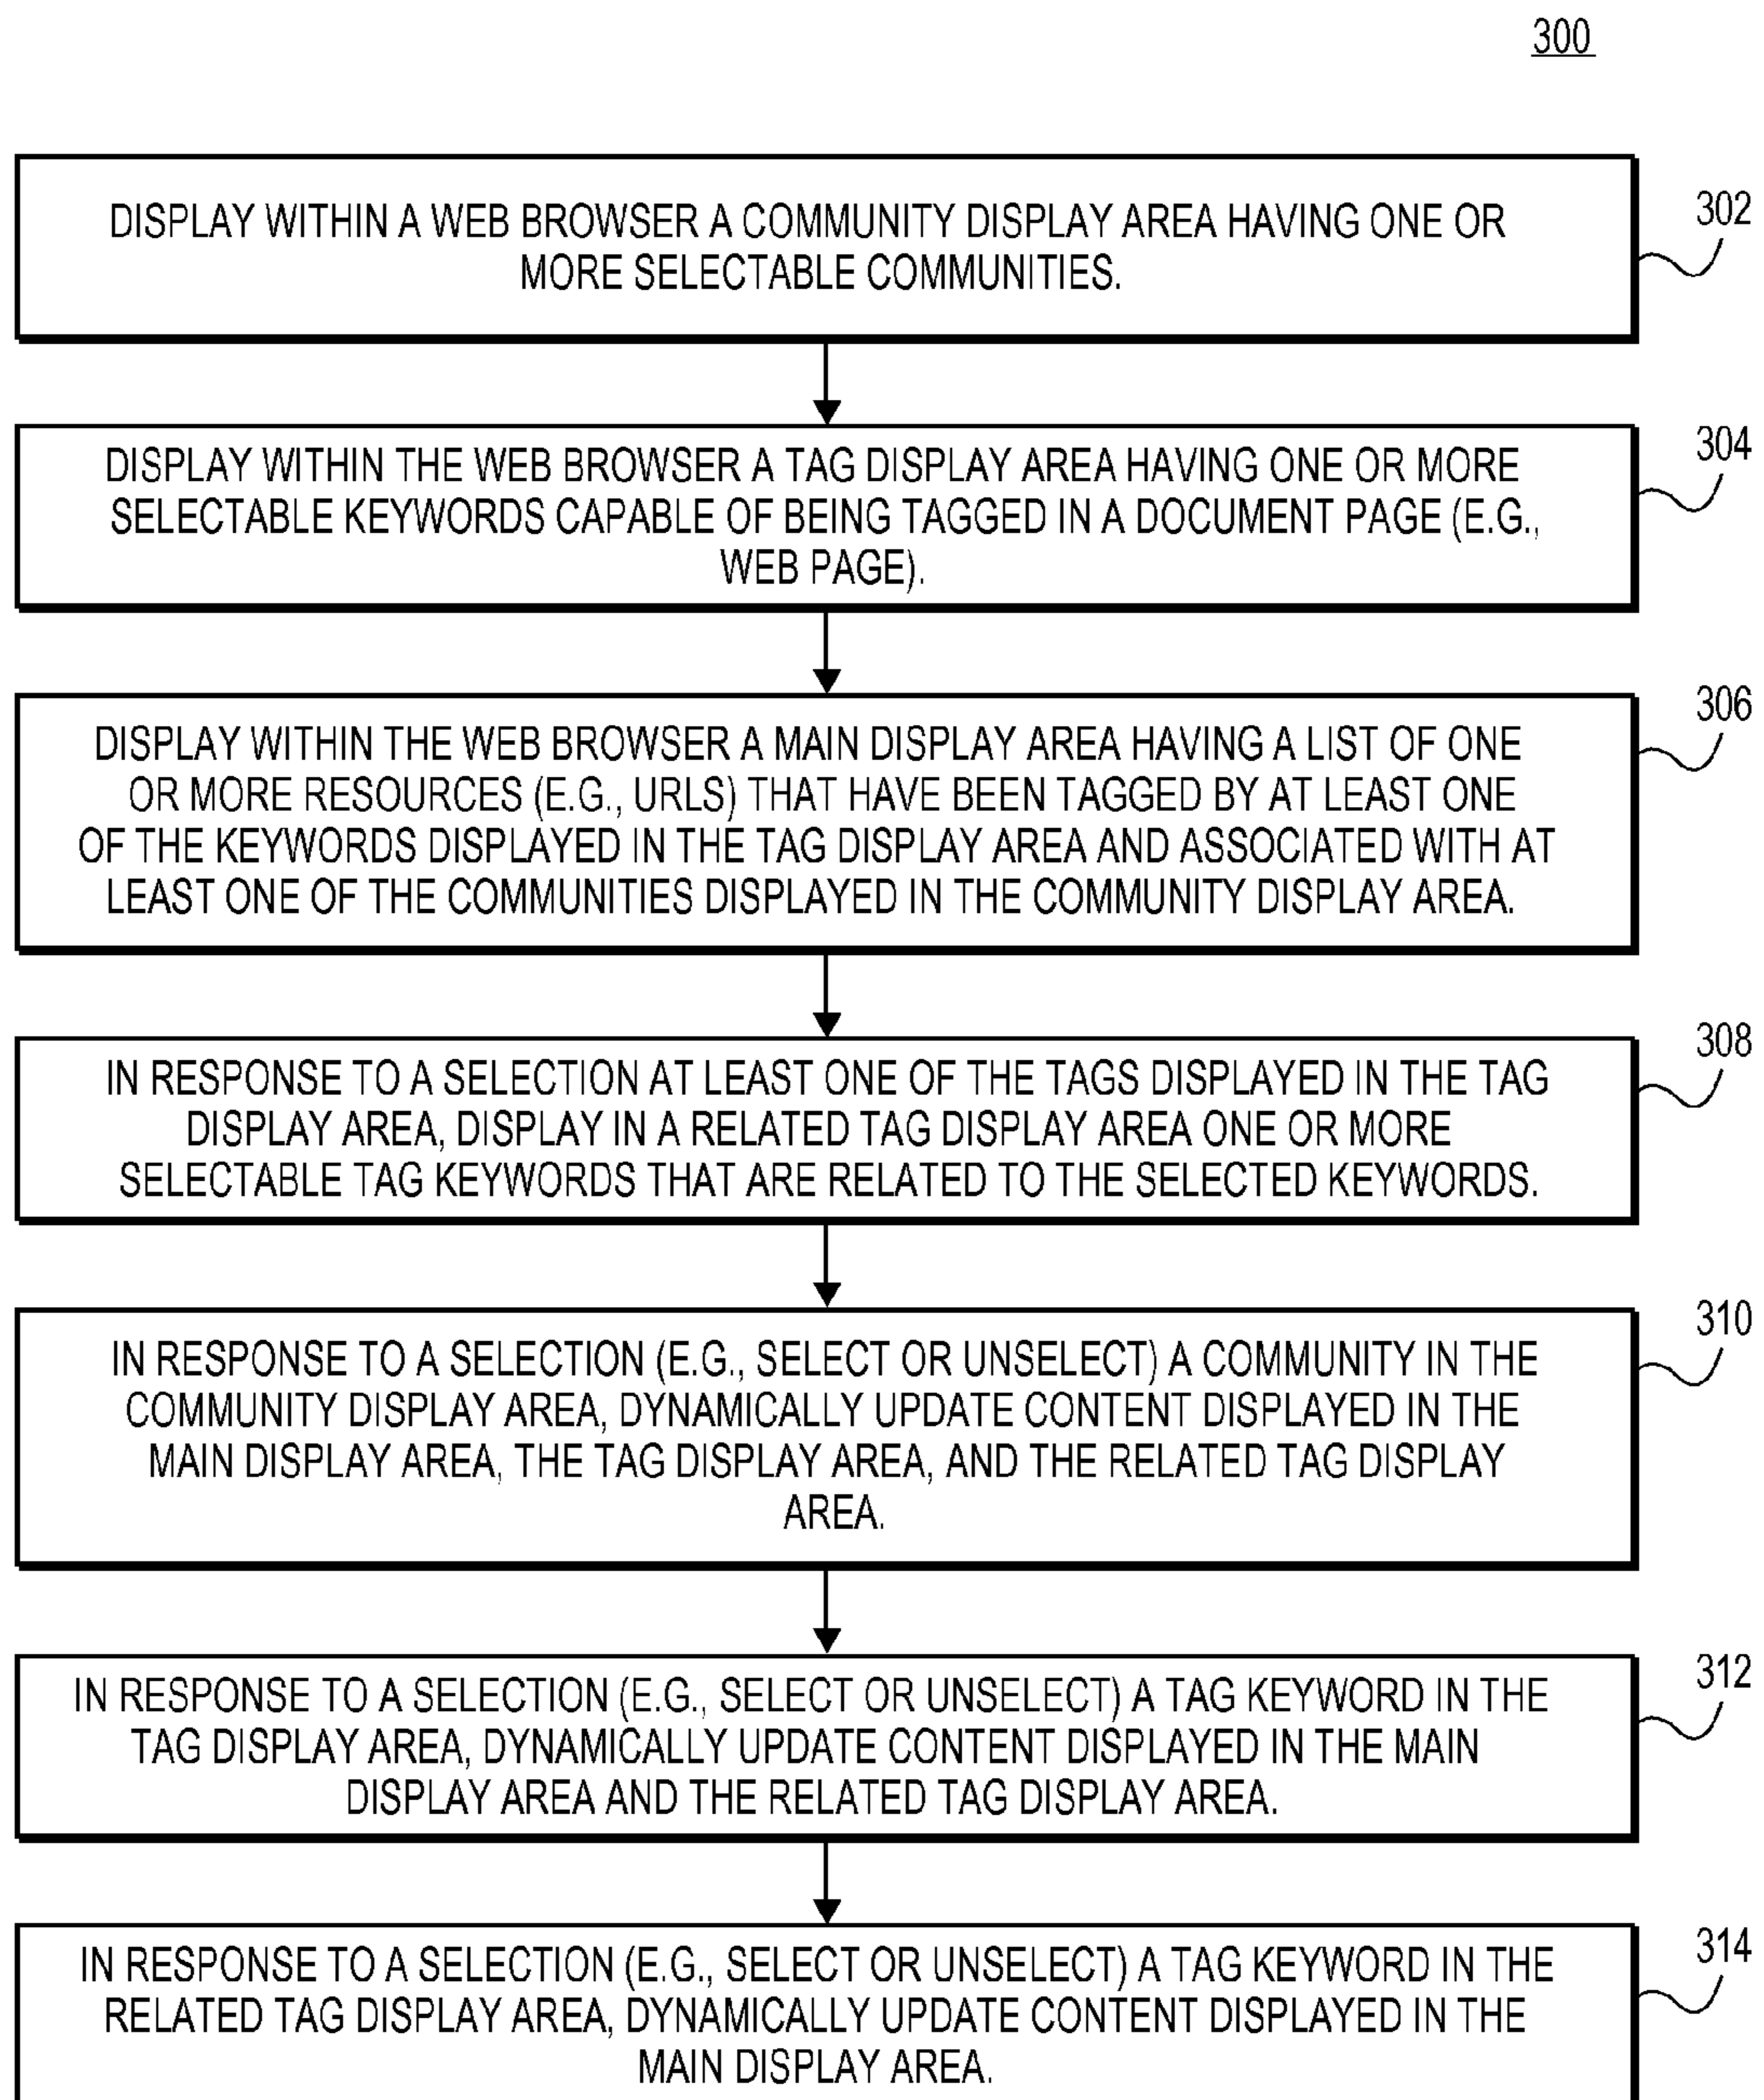 300
DISPLAY WITHIN A WEB BROWSER A COMMUNITY DISPLAY AREA HAVING ONE OR
MORE SELECTABLE COMMUNITIES.
302
DISPLAY WITHIN THE WEB BROWSER A TAG DISPLAY AREA HAVING ONE OR MORE
SELECTABLE KEYWORDS CAPABLE OF BEING TAGGED IN A DOCUMENT PAGE (E.G.,
WEB PAGE).
304
DISPLAY WITHIN THE WEB BROWSER A MAIN DISPLAY AREA HAVING A LIST OF ONE
OR MORE RESOURCES (E.G., URLS) THAT HAVE BEEN TAGGED BY AT LEAST ONE
OF THE KEYWORDS DISPLAYED IN THE TAG DISPLAY AREA AND ASSOCIATED WITH AT
LEAST ONE OF THE COMMUNITIES DISPLAYED IN THE COMMUNITY DISPLAY AREA.
306
IN RESPONSE TO A SELECTION AT LEAST ONE OF THE TAGS DISPLAYED IN THE TAG
DISPLAY AREA, DISPLAY IN A RELATED TAG DISPLAY AREA ONE OR MORE
SELECTABLE TAG KEYWORDS THAT ARE RELATED TO THE SELECTED KEYWORDS.
308
IN RESPONSE TO A SELECTION (E.G., SELECT OR UNSELECT) A COMMUNITY IN THE
COMMUNITY DISPLAY AREA, DYNAMICALLY UPDATE CONTENT DISPLAYED IN THE
MAIN DISPLAY AREA, THE TAG DISPLAY AREA, AND THE RELATED TAG DISPLAY
AREA.
310
IN RESPONSE TO A SELECTION (E.G., SELECT OR UNSELECT) A TAG KEYWORD IN THE
TAG DISPLAY AREA, DYNAMICALLY UPDATE CONTENT DISPLAYED IN THE MAIN
DISPLAY AREA AND THE RELATED TAG DISPLAY AREA.
312
IN RESPONSE TO A SELECTION (E.G., SELECT OR UNSELECT) A TAG KEYWORD IN THE
RELATED TAG DISPLAY AREA, DYNAMICALLY UPDATE CONTENT DISPLAYED IN THE
MAIN DISPLAY AREA.
314